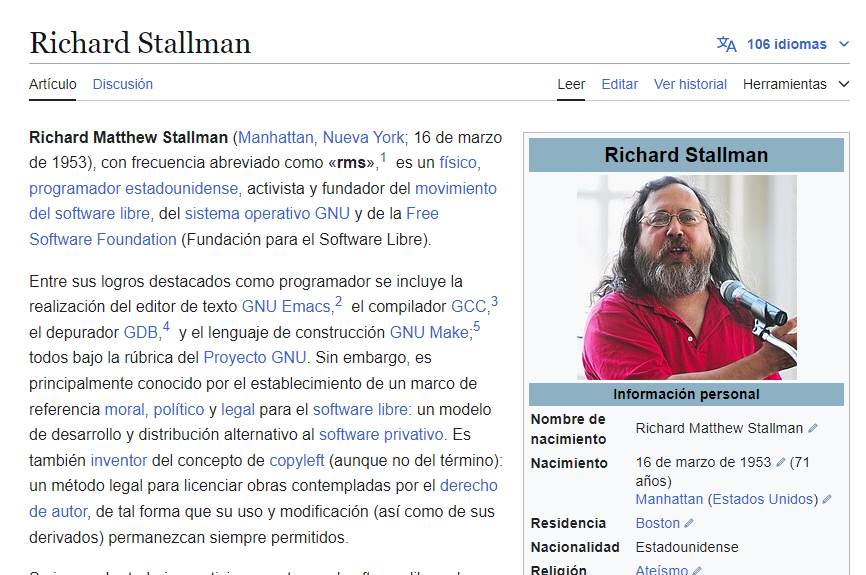 Richard Stallman
106 idiomas
Artículo Discusión
Leer Editar Ver historial Herramientas
Richard Matthew Stallman (Manhattan, Nueva York; 16 de marzo
de 1953), con frecuencia abreviado como «rms»,1 es un físico,
programador estadounidense, activista y fundador del movimiento
del software libre, del sistema operativo GNU y de la Free
Software Foundation (Fundación para el Software Libre).
Entre sus logros destacados como programador se incluye la
realización del editor de texto GNU Emacs,2 el compilador GCC,3
el depurador GDB,4 y el lenguaje de construcción GNU Make;5
todos bajo la rúbrica del Proyecto GNU. Sin embargo, es
principalmente conocido por el establecimiento de un marco de
referencia moral, político y legal para el software libre: un modelo
de desarrollo y distribución alternativo al software privativo. Es
también inventor del concepto de copyleft (aunque no del término):
un método legal para licenciar obras contempladas por el derecho
de autor, de tal forma que su uso y modificación (así como de sus
derivados) permanezcan siempre permitidos.
Richard Stallman
Información personal
Nombre de
nacimiento
Richard Matthew Stallman
Nacimiento
16 de marzo de 1953 (71
años)
Manhattan (Estados Unidos)
Residencia Boston
Nacionalidad Estadounidense
Religión Ateísmo